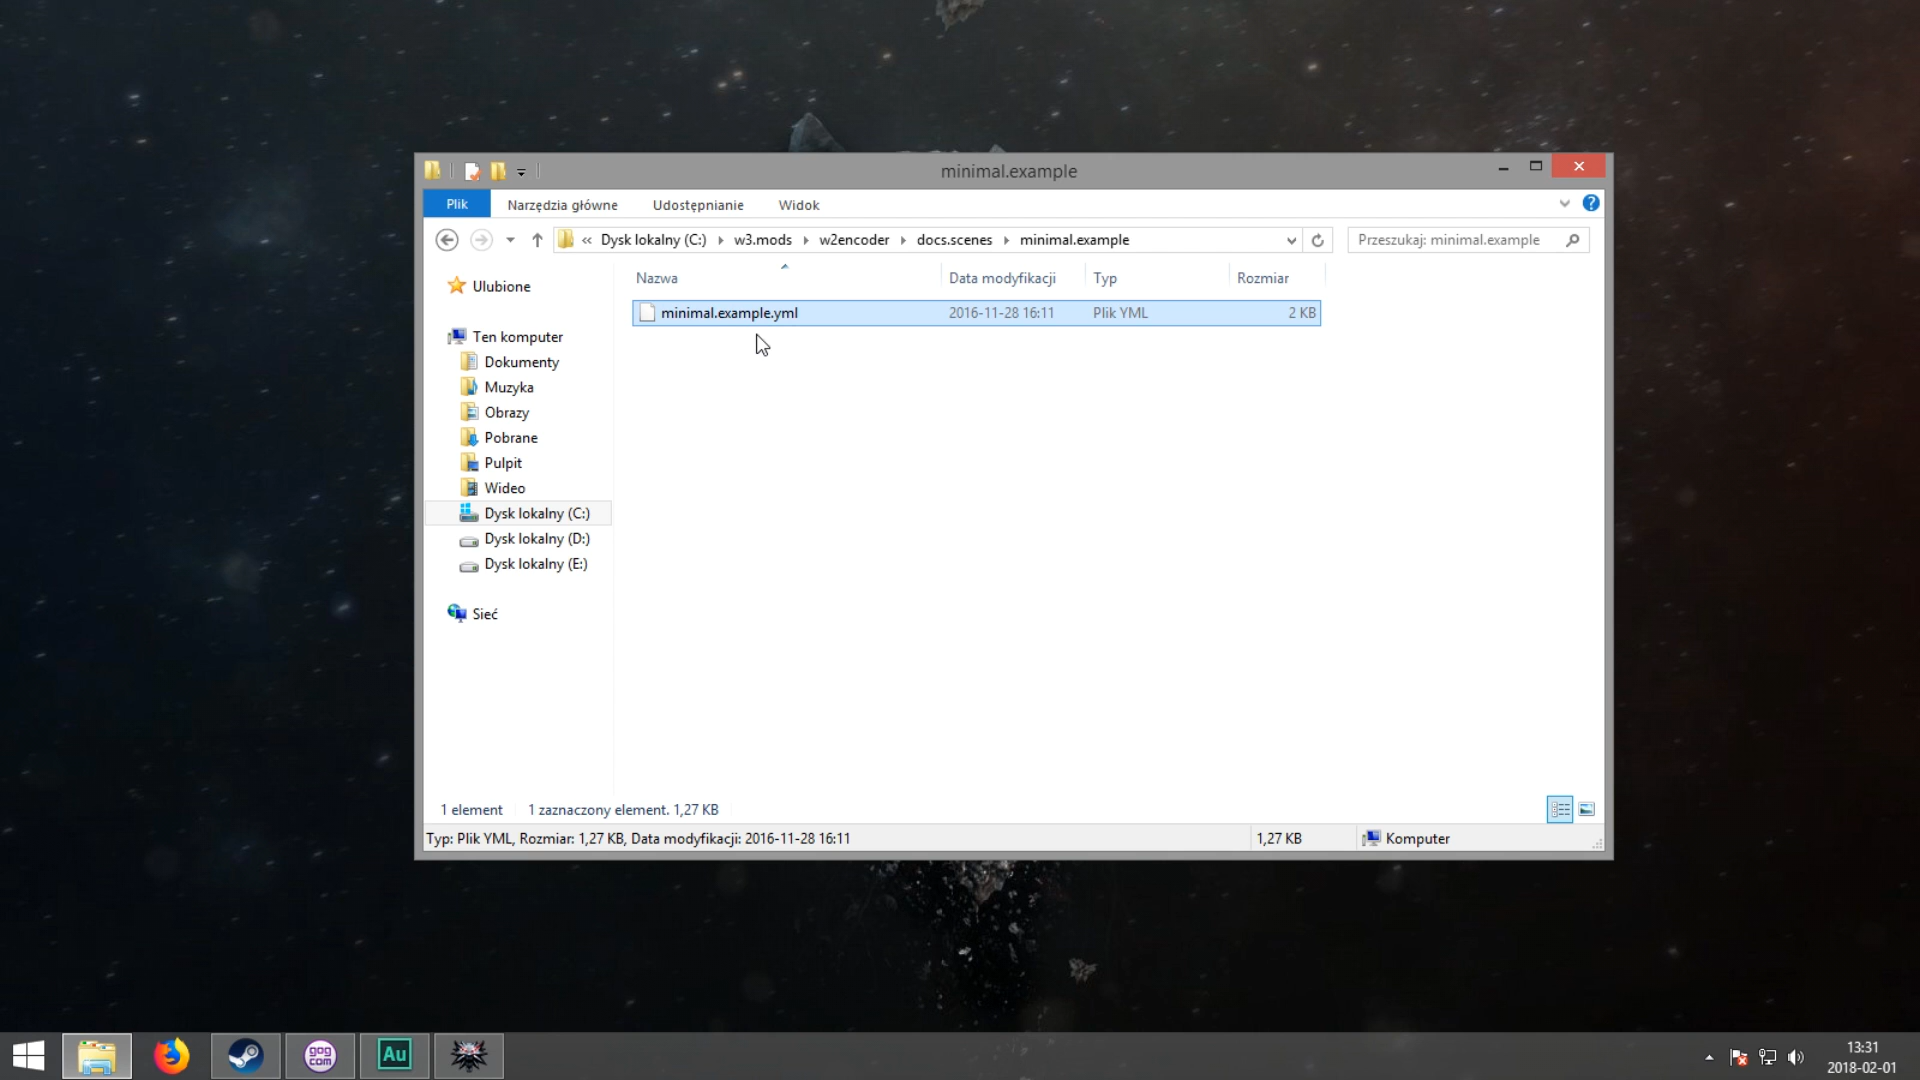 minimal.example
Plik Narzędzia główne Udostępnianie Widok ?
« Dysk lokalny (C:) w3.mods w2encoder docs.scenes minimal.example Przeszukaj: minimal.example
Nazwa Data modyfikacji Typ Rozmiar
minimal.example.yml 2016-11-28 16:11 Plik YML 2 KB
Ulubione
Ten komputer
Dokumenty
Muzyka
Obrazy
Pobrane
Pulpit
Wideo
Dysk lokalny (C:)
Dysk lokalny (D:)
Dysk lokalny (E:)
Sieć
1 element 1 zaznaczony element. 1,27 KB
Typ: Plik YML, Rozmiar: 1,27 KB, Data modyfikacji: 2016-11-28 16:11 1,27 KB Komputer
gog
com
Au
13:31
2018-02-01